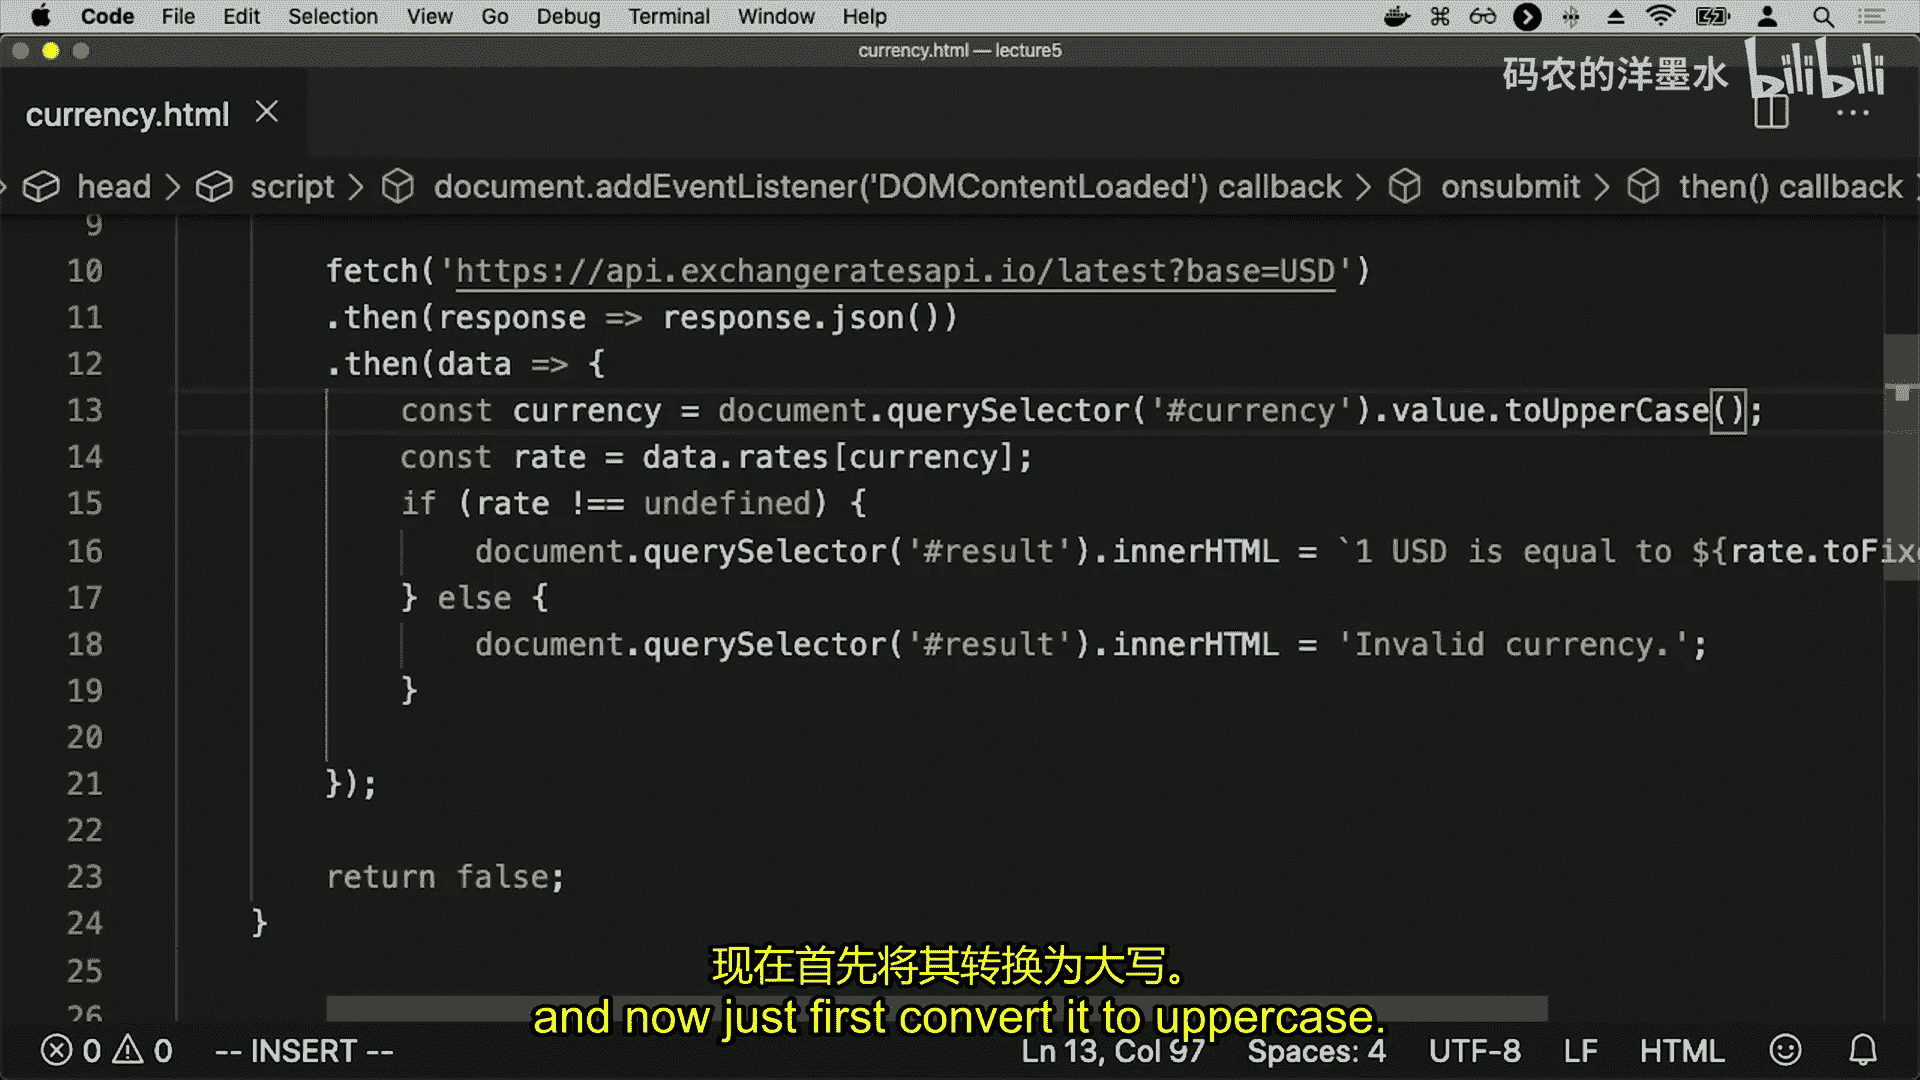 Code File Edit Selection View Go Debug Terminal Window Help
currency.html — lecture5
码农的洋墨水 bilibili
currency.html
head > script > document.addEventListener('DOMContentLoaded') callback > onsubmit > then() callback
9
10 fetch('https://api.exchangeratesapi.io/latest?base=USD')
11 .then(response => response.json())
12 .then(data => {
13 const currency = document.querySelector('#currency').value.toUpperCase();
14 const rate = data.rates[currency];
15 if (rate !== undefined) {
16 document.querySelector('#result').innerHTML = `1 USD is equal to ${rate.toFixe
17 } else {
18 document.querySelector('#result').innerHTML = 'Invalid currency.';
19 }
20
21 });
22
23 return false;
24 }
25
26
现在首先将其转换为大写。
and now just first convert it to uppercase.
0 0 -- INSERT -- Ln 13, Col 97 Spaces: 4 UTF-8 LF HTML